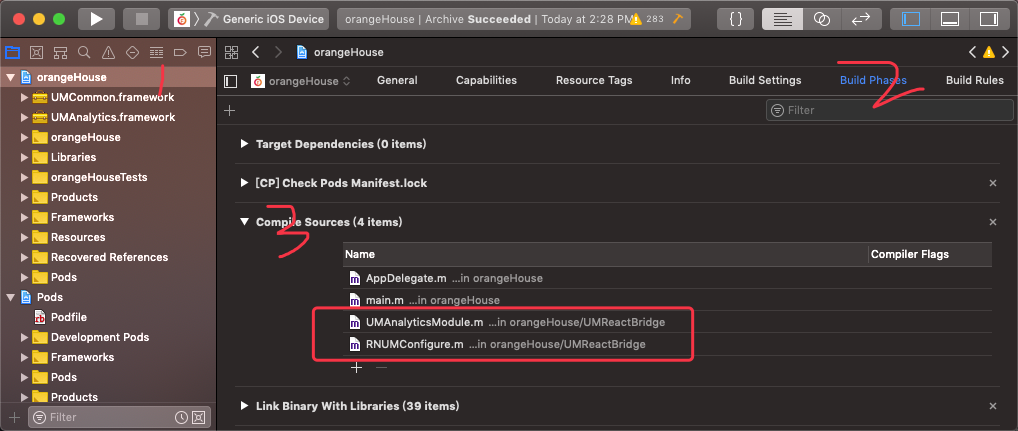 Generic iOS Device
orangeHouse | Archive Succeeded | Today at 2:28 PM
283
{ }
orangeHouse
UMCommon.framework
UMAnalytics.framework
orangeHouse
Libraries
orangeHouseTests
Products
Frameworks
Resources
Recovered References
Pods
Pods
Podfile
Development Pods
Frameworks
Pods
Products
Filter
1
orangeHouse
orangeHouse
General
Capabilities
Resource Tags
Info
Build Settings
Build Phases
Build Rules
2
Filter
Target Dependencies (0 items)
[CP] Check Pods Manifest.lock
Compile Sources (4 items)
3
Name
Compiler Flags
AppDelegate.m ...in orangeHouse
main.m ...in orangeHouse
UMAnalyticsModule.m ...in orangeHouse/UMReactBridge
RNUMConfigure.m ...in orangeHouse/UMReactBridge
Link Binary With Libraries (39 items)